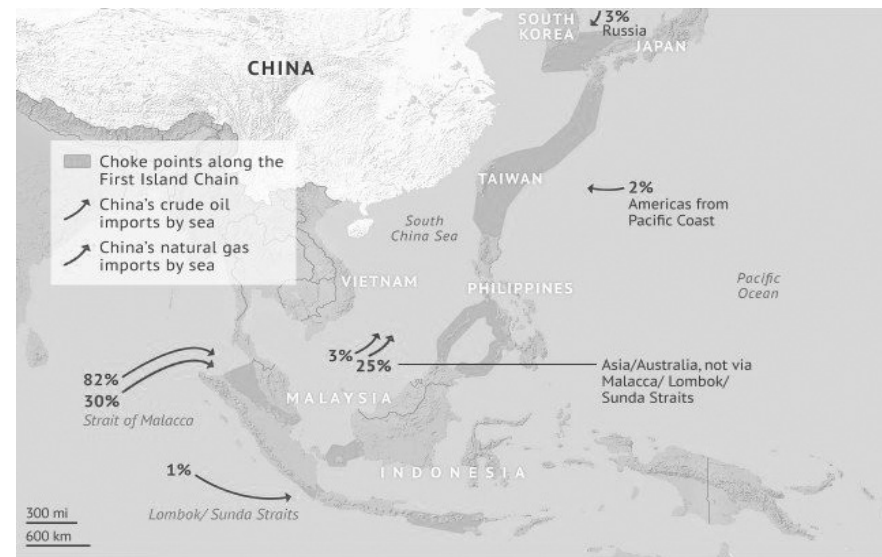 SOUTH
KOREA
3%
Russia
JAPAN
CHINA
Choke points along the
First Island Chain
China's crude oil
imports by sea
China's natural gas
imports by sea
TAIWAN
2%
Americas from
Pacific Coast
South
China Sea
VIETNAM
PHILIPPINES
Pacific
Ocean
3%
25%
Asia/Australia, not via
Malacca/ Lombok/
Sunda Straits
82%
30%
Strait of Malacca
MALAYSIA
INDONESIA
1%
Lombok/ Sunda Straits
300 mi
600 km